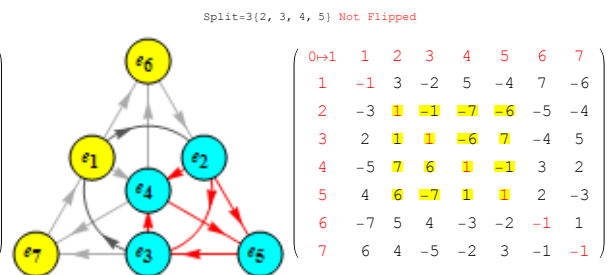 Split=3{2, 3, 4, 5} Not Flipped
e6
e1
e2
e4
e7
e3
e5
0↦1 1 2 3 4 5 6 7
1 -1 3 -2 5 -4 7 -6
2 -3 1 -1 -7 -6 -5 -4
3 2 1 1 -6 7 -4 5
4 -5 7 6 1 -1 3 2
5 4 6 -7 1 1 2 -3
6 -7 5 4 -3 -2 -1 1
7 6 4 -5 -2 3 -1 -1